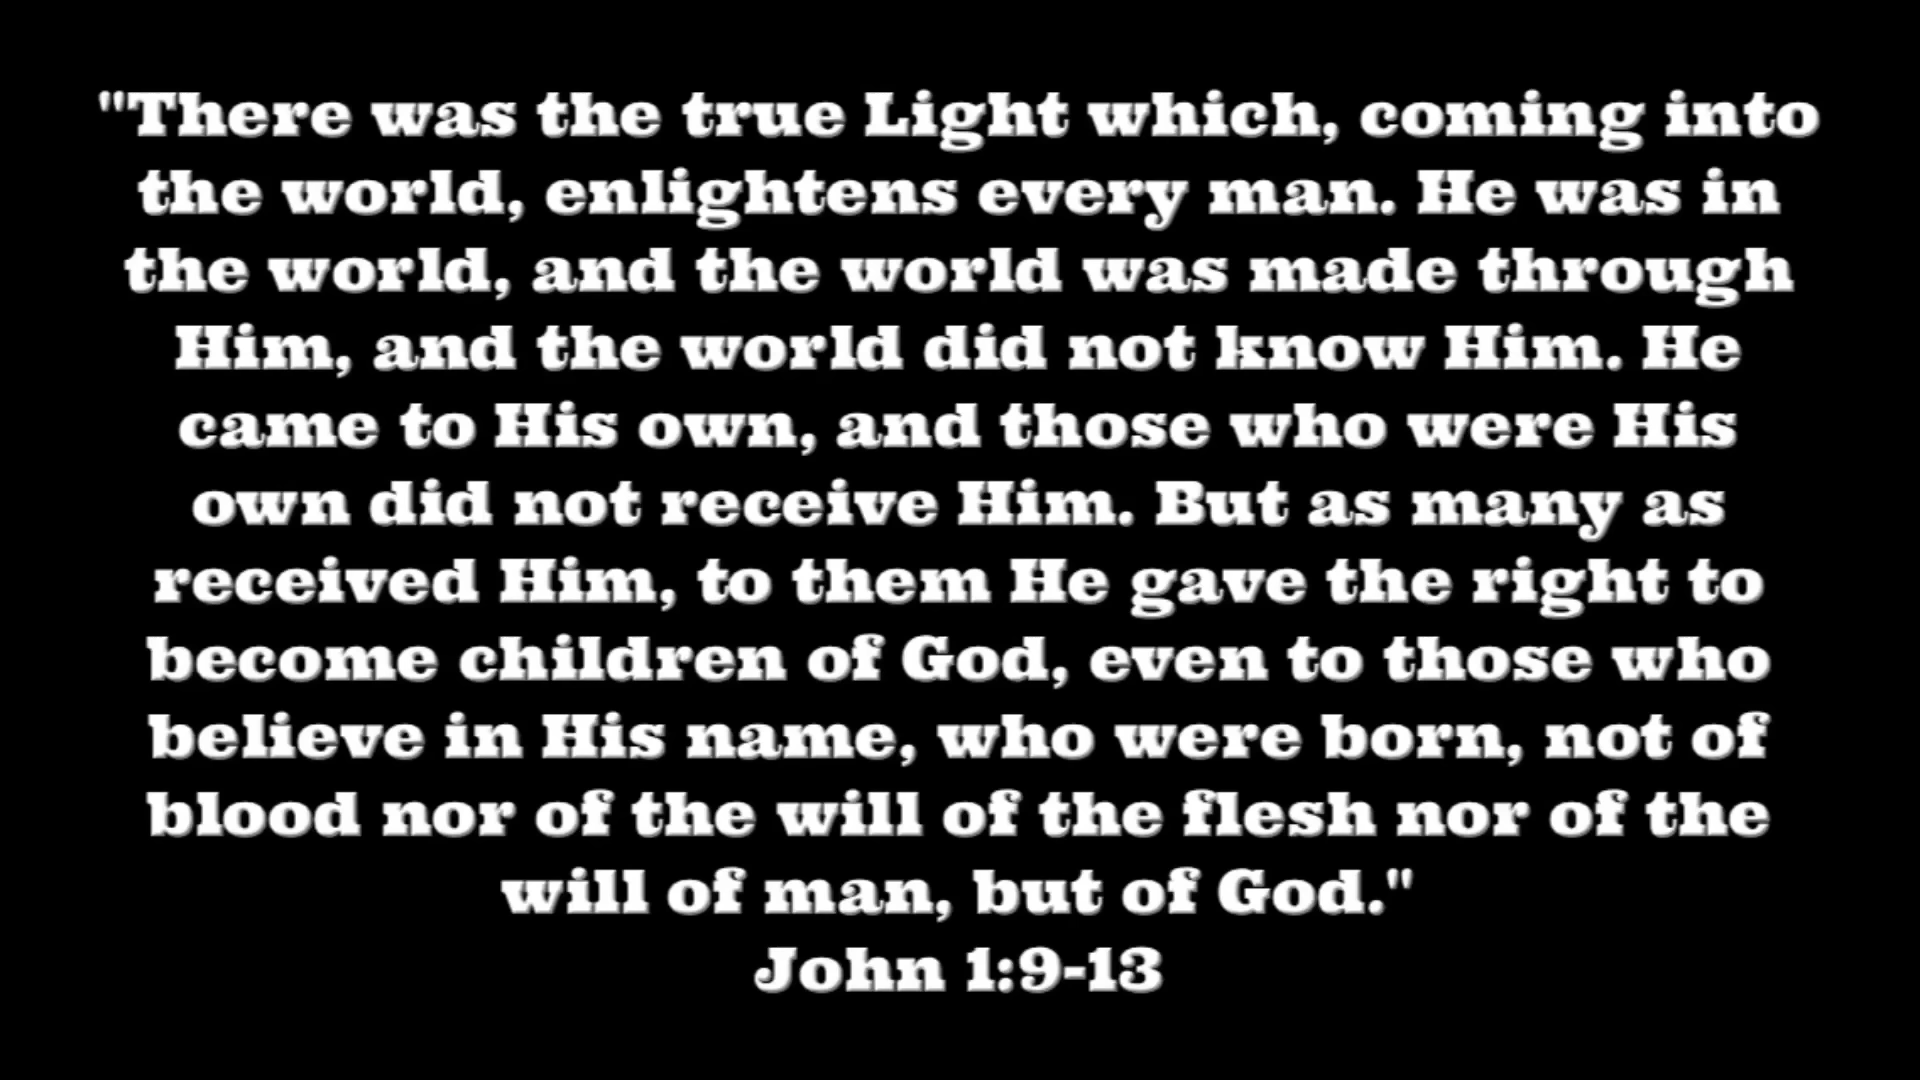 "There was the true Light which, coming into
the world, enlightens every man. He was in
the world, and the world was made through
Him, and the world did not know Him. He
came to His own, and those who were His
own did not receive Him. But as many as
received Him, to them He gave the right to
become children of God, even to those who
believe in His name, who were born, not of
blood nor of the will of the flesh nor of the
will of man, but of God."
John 1:9-13